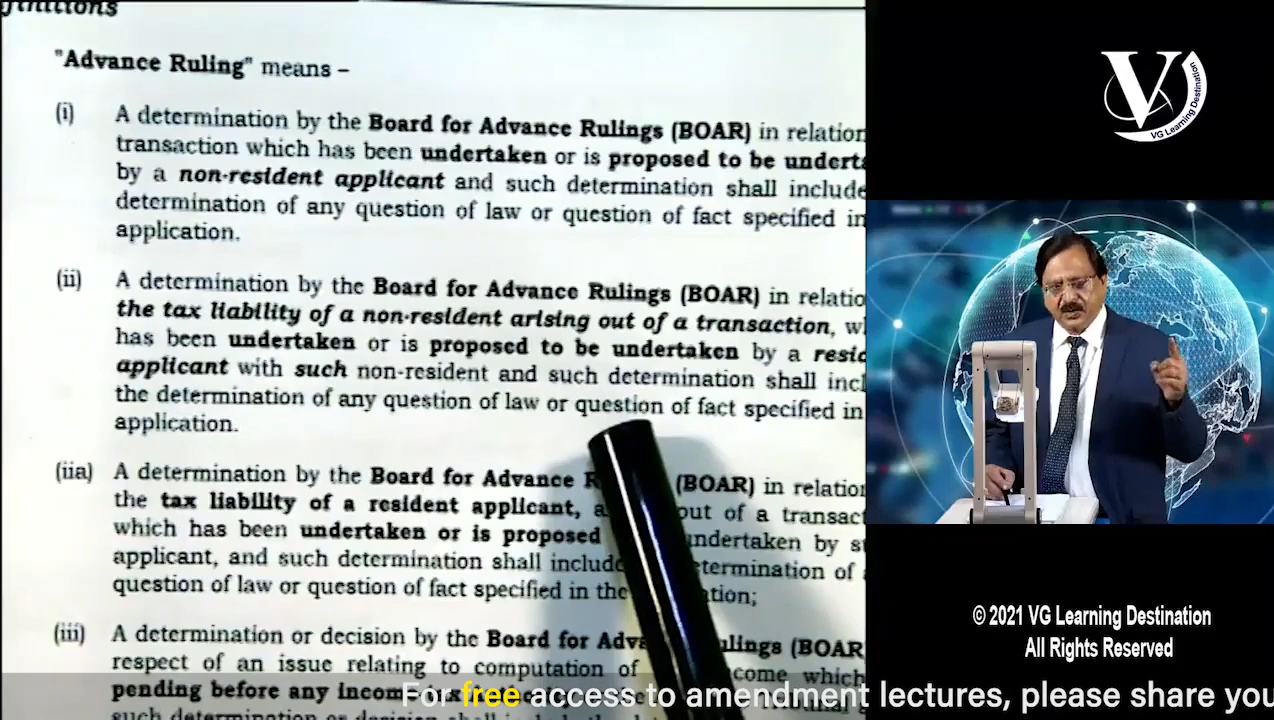 "Advance Ruling" means –
(i) A determination by the Board for Advance Rulings (BOAR) in relation
transaction which has been undertaken or is proposed to be underta
by a non-resident applicant and such determination shall include
determination of any question of law or question of fact specified in
application.
(ii) A determination by the Board for Advance Rulings (BOAR) in relatio
the tax liability of a non-resident arising out of a transaction, w
has been undertaken or is proposed to be undertaken by a resid
applicant with such non-resident and such determination shall incl
the determination of any question of law or question of fact specified in
application.
(iia) A determination by the Board for Advance R (BOAR) in relation
the tax liability of a resident applicant, a out of a transact
which has been undertaken or is proposed undertaken by s
applicant, and such determination shall include etermination of
question of law or question of fact specified in the ation;
(iii) A determination or decision by the Board for Adva ulings (BOAR
respect of an issue relating to computation of come which
pending before any
such determination or decision shall
V
VG Learning Destination
© 2021 VG Learning Destination
All Rights Reserved
For free access to amendment lectures, please share you